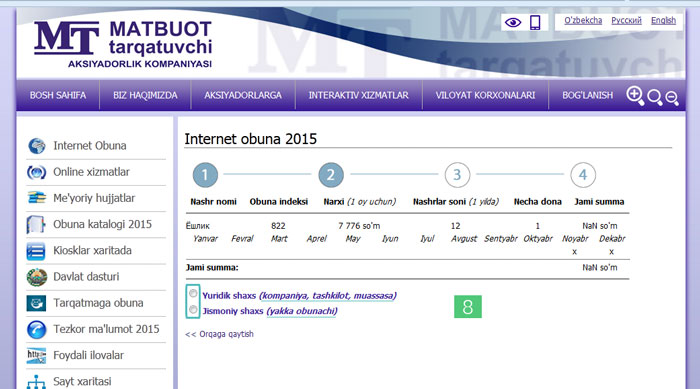 O'zbekcha Русский English
MATBUOT
tarqatuvchi
AKSIYADORLIK KOMPANIYASI
MATBUOT
tarqatuvchi
BOSH SAHIFA BIZ HAQIMIZDA AKSIYADORLARGA INTERAKTIV XIZMATLAR VILOYAT KORXONALARI BOG'LANISH
Internet Obuna
Online xizmatlar
Me'yoriy hujjatlar
Obuna katalogi 2015
Kiosklar xaritada
Davlat dasturi
Tarqatmaga obuna
Tezkor ma'lumot 2015
Foydali ilovalar
Sayt xaritasi
Internet obuna 2015
1 2 3 4
Nashr nomi Obuna indeksi Narxi (1 oy uchun) Nashrlar soni (1 yilda) Necha dona Jami summa
Ёшлик 822 7 776 so'm 12 1 NaN so'm
Yanvar Fevral Mart Aprel May Iyun Iyul Avgust Sentyabr Oktyabr Noyabr Dekabr
x x
Jami summa: NaN so'm
Yuridik shaxs (kompaniya, tashkilot, muassasa)
Jismoniy shaxs (yakka obunachi)
8
<< Orqaga qaytish